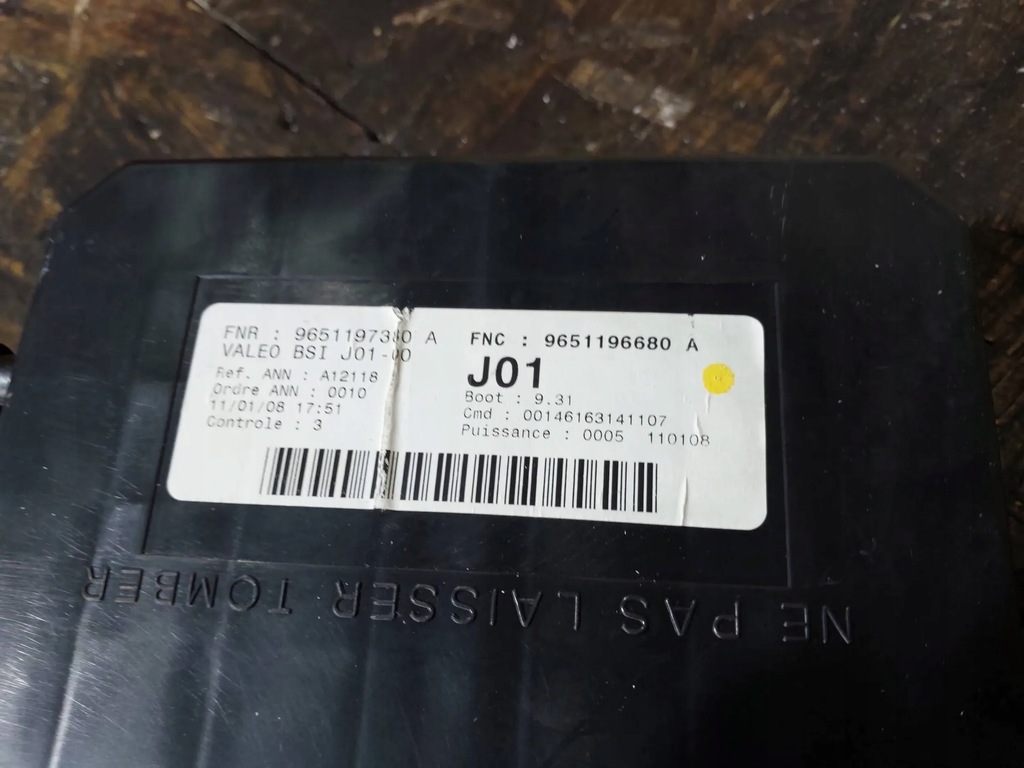 FNR : 9651197380 A
VALEO BSI J01-00
Ref. ANN : A12118
Ordre ANN : 0010
11/01/08 17:51
Controle : 3
FNC : 9651196680 A
J01
Boot : 9.31
Cmd : 00146163141107
Puissance : 0005 110108
NE PAS LAISSER TOMBER